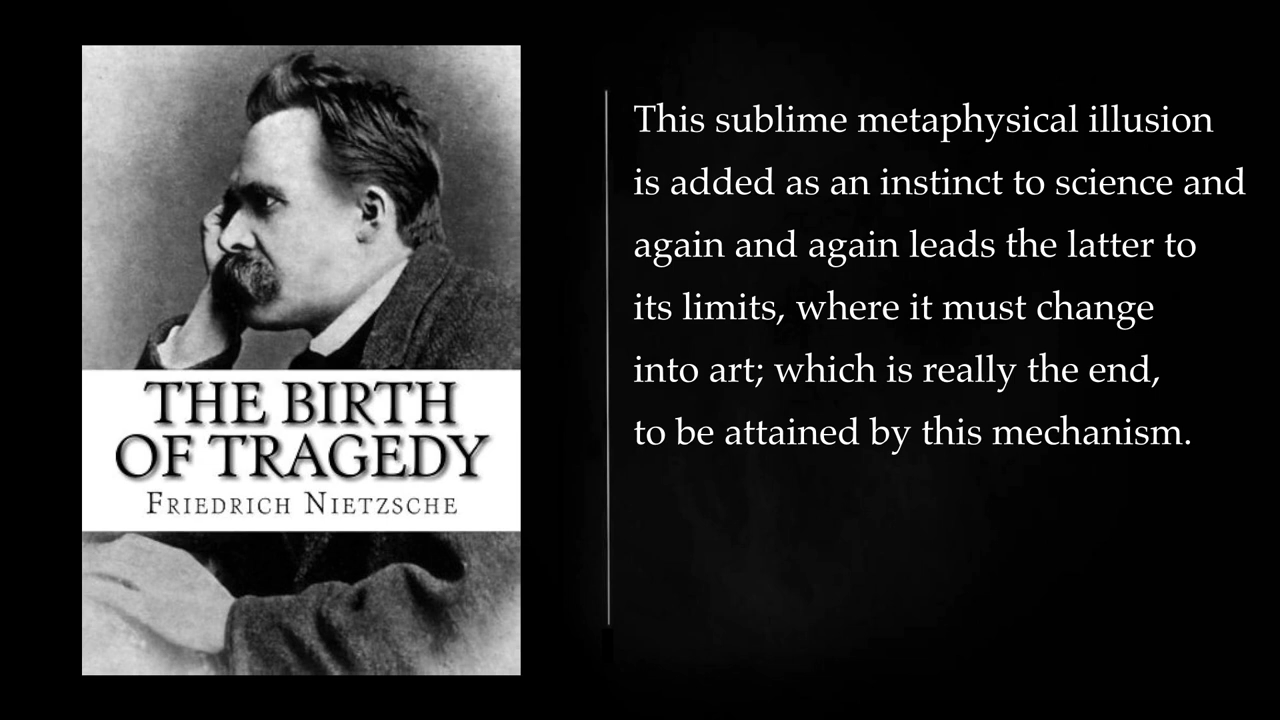 THE BIRTH
OF TRAGEDY
FRIEDRICH NIETZSCHE
This sublime metaphysical illusion
is added as an instinct to science and
again and again leads the latter to
its limits, where it must change
into art; which is really the end,
to be attained by this mechanism.